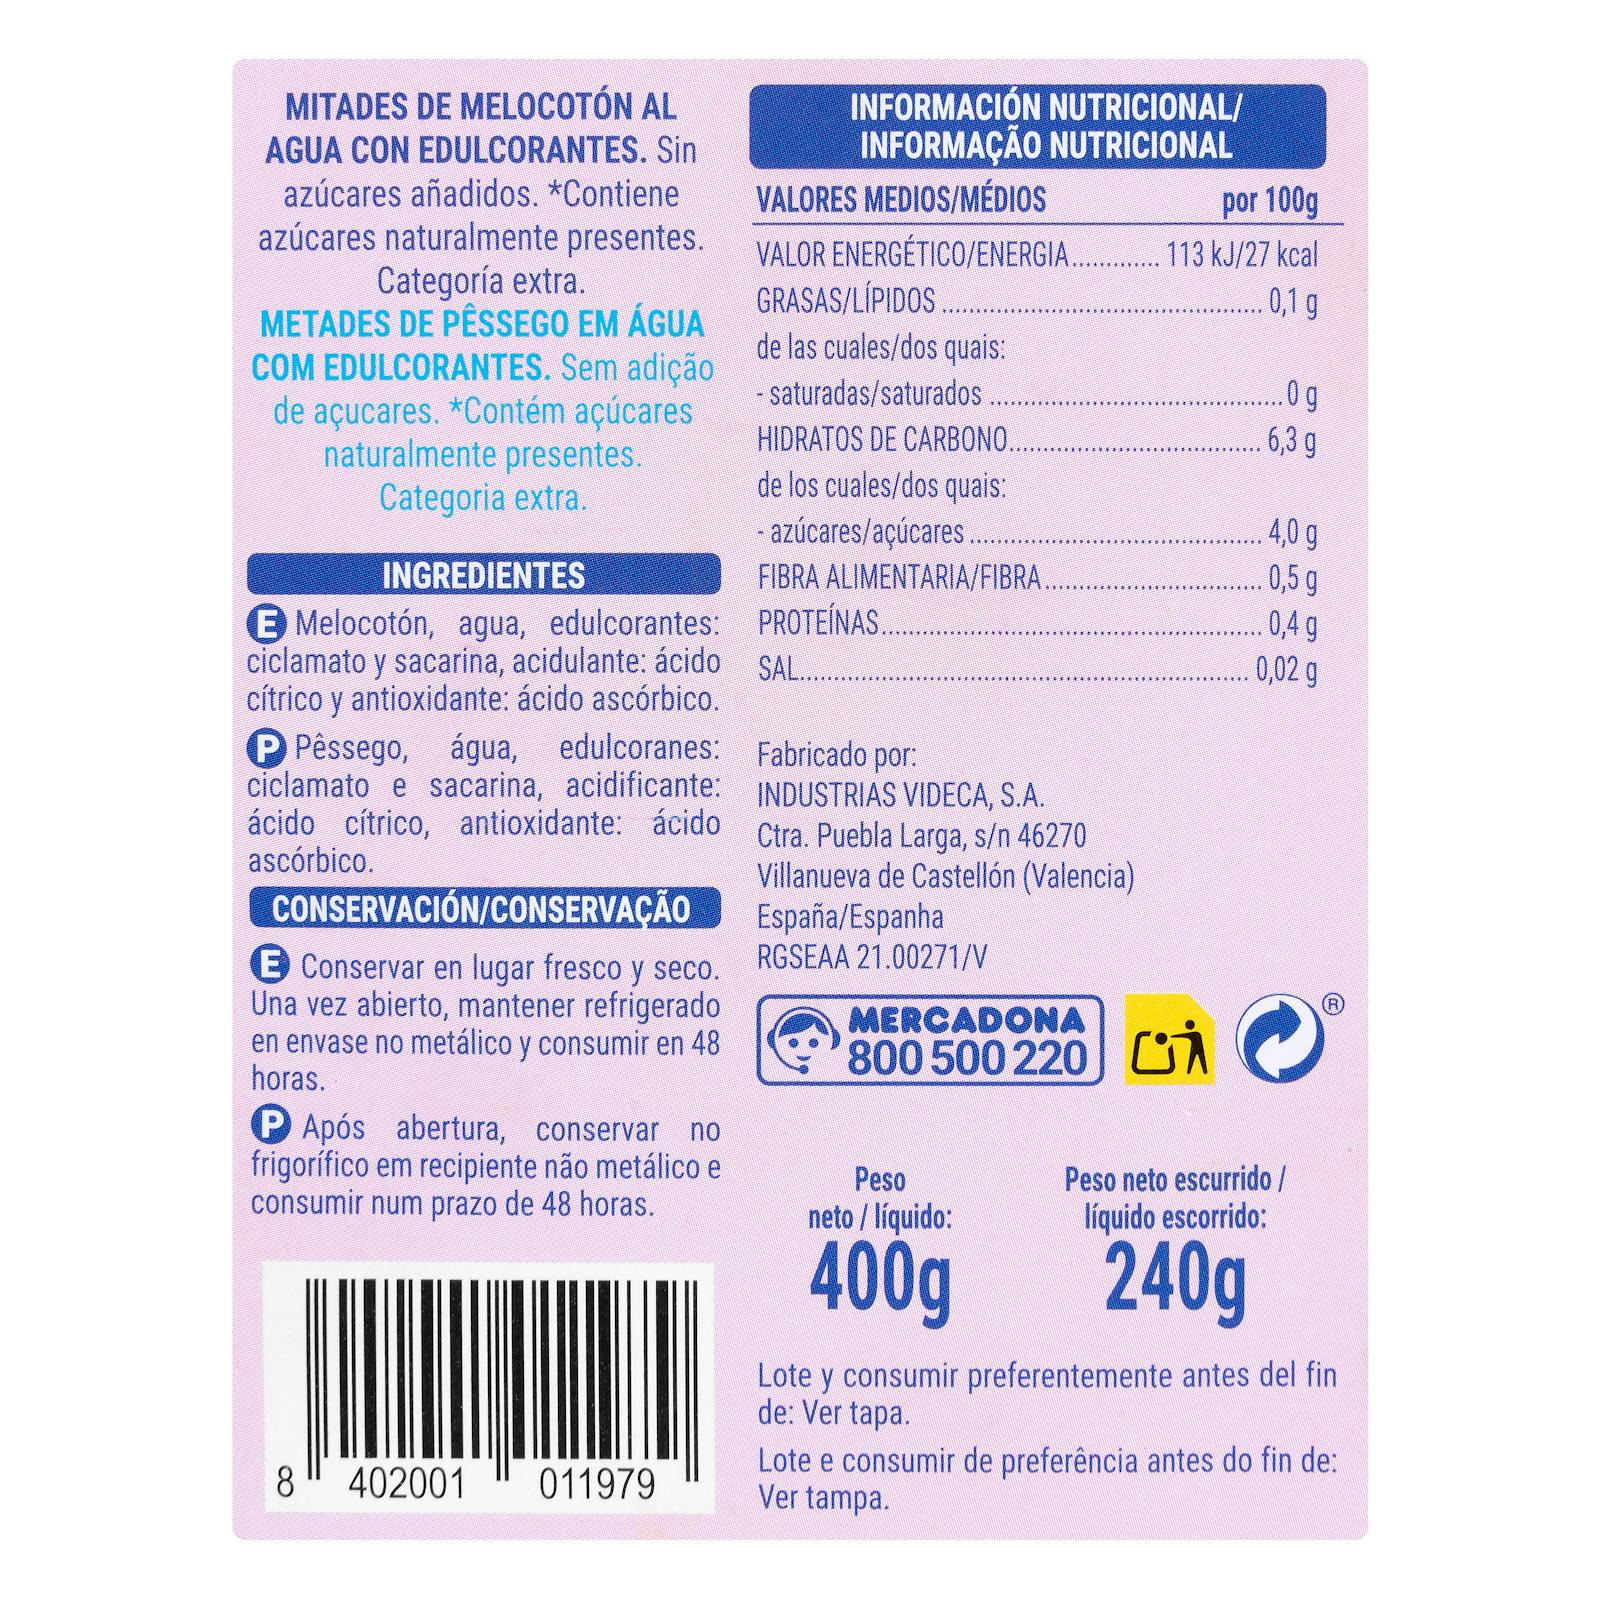 MITADES DE MELOCOTÓN AL
AGUA CON EDULCORANTES. Sin
azúcares añadidos. *Contiene
azúcares naturalmente presentes.
Categoría extra.
METADES DE PÊSSEGO EM ÁGUA
COM EDULCORANTES. Sem adição
de açucares. *Contém açúcares
naturalmente presentes.
Categoria extra.
INGREDIENTES
E Melocotón, agua, edulcorantes:
ciclamato y sacarina, acidulante: ácido
cítrico y antioxidante: ácido ascórbico.
P Pêssego, água, edulcoranes:
ciclamato e sacarina, acidificante:
ácido cítrico, antioxidante: ácido
ascórbico.
CONSERVACIÓN/CONSERVAÇÃO
E Conservar en lugar fresco y seco.
Una vez abierto, mantener refrigerado
en envase no metálico y consumir en 48
horas.
P Após abertura, conservar no
frigorífico em recipiente não metálico e
consumir num prazo de 48 horas.
8 402001 011979
INFORMACIÓN NUTRICIONAL/
INFORMAÇÃO NUTRICIONAL
VALORES MEDIOS/MÉDIOS por 100g
VALOR ENERGÉTICO/ENERGIA............. 113 kJ/27 kcal
GRASAS/LÍPIDOS ................................................ 0,1 g
de las cuales/dos quais:
- saturadas/saturados ............................................ 0 g
HIDRATOS DE CARBONO...................................... 6,3 g
de los cuales/dos quais:
- azúcares/açúcares ............................................ 4,0 g
FIBRA ALIMENTARIA/FIBRA................................. 0,5 g
PROTEÍNAS......................................................... 0,4 g
SAL.................................................................... 0,02 g
Fabricado por:
INDUSTRIAS VIDECA, S.A.
Ctra. Puebla Larga, s/n 46270
Villanueva de Castellón (Valencia)
España/Espanha
RGSEAA 21.00271/V
MERCADONA
800 500 220
®
Peso
neto / líquido:
400g
Peso neto escurrido /
líquido escorrido:
240g
Lote y consumir preferentemente antes del fin
de: Ver tapa.
Lote e consumir de preferência antes do fin de:
Ver tampa.